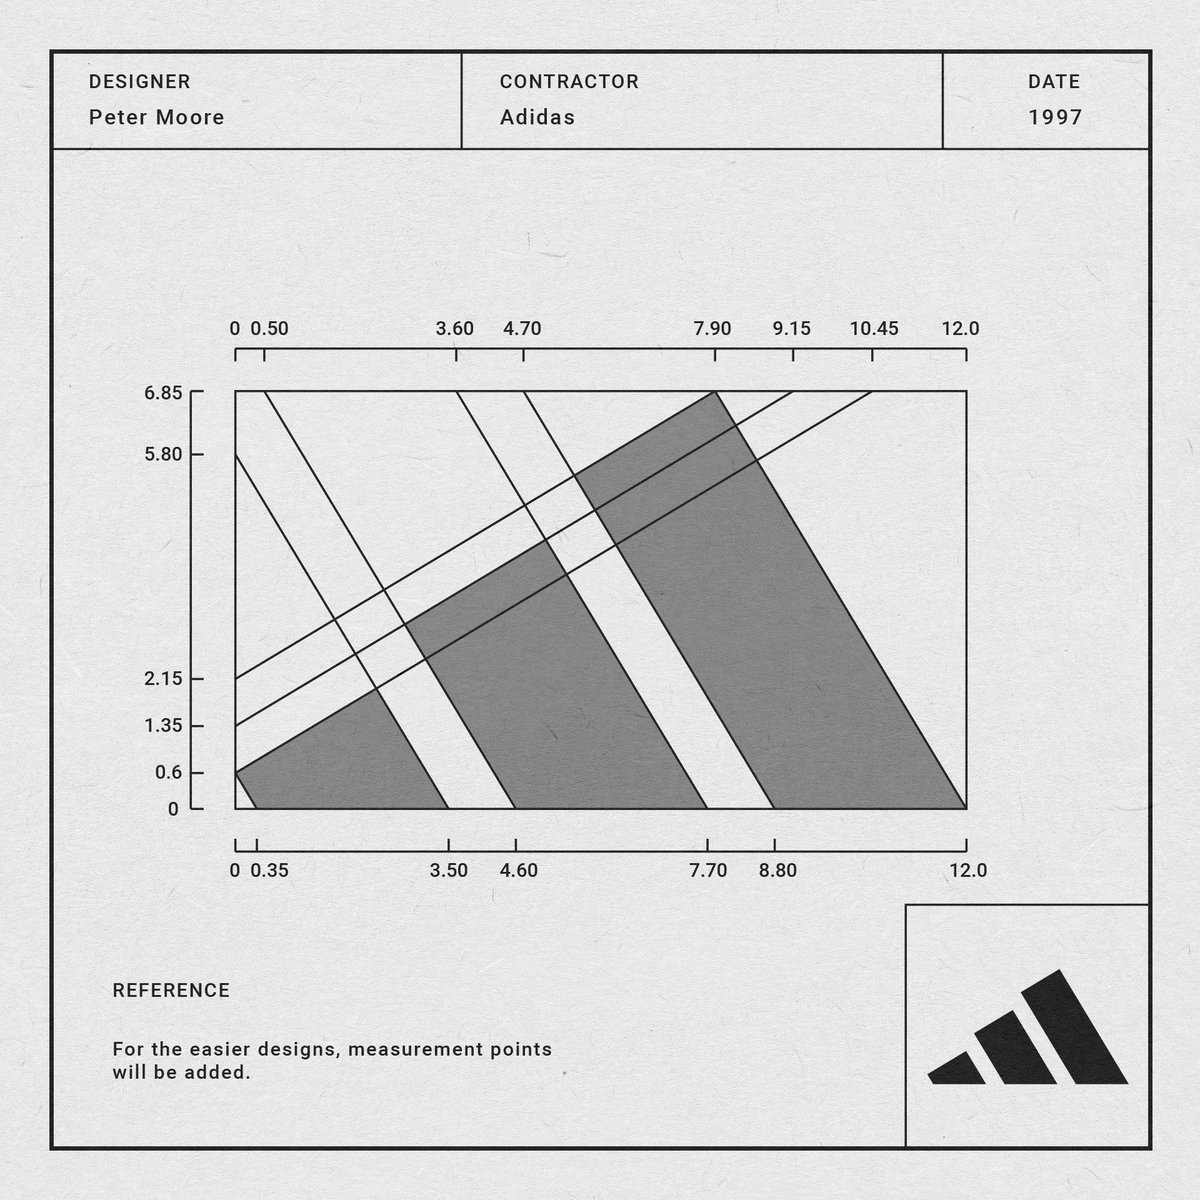 DESIGNER
Peter Moore
CONTRACTOR
Adidas
DATE
1997
0 0.50 3.60 4.70 7.90 9.15 10.45 12.0
6.85
5.80
2.15
1.35
0.6
0
0 0.35 3.50 4.60 7.70 8.80 12.0
REFERENCE
For the easier designs, measurement points
will be added.